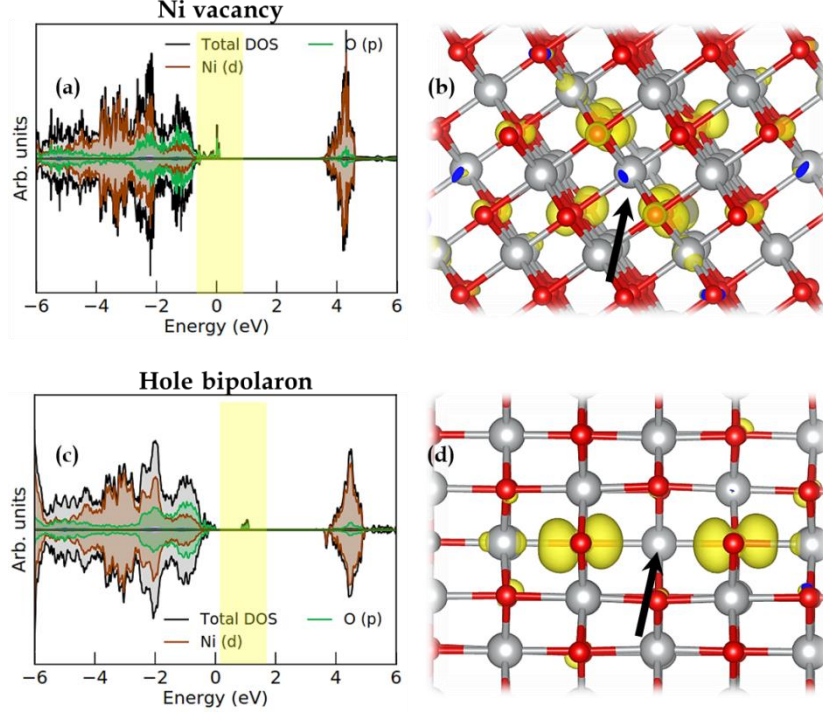 Ni vacancy
(a)
Total DOS
O (p)
Ni (d)
Arb. units
−6
−4
−2
0
2
4
6
Energy (eV)
(b)
Hole bipolaron
(c)
Arb. units
Total DOS
O (p)
Ni (d)
−6
−4
−2
0
2
4
6
Energy (eV)
(d)